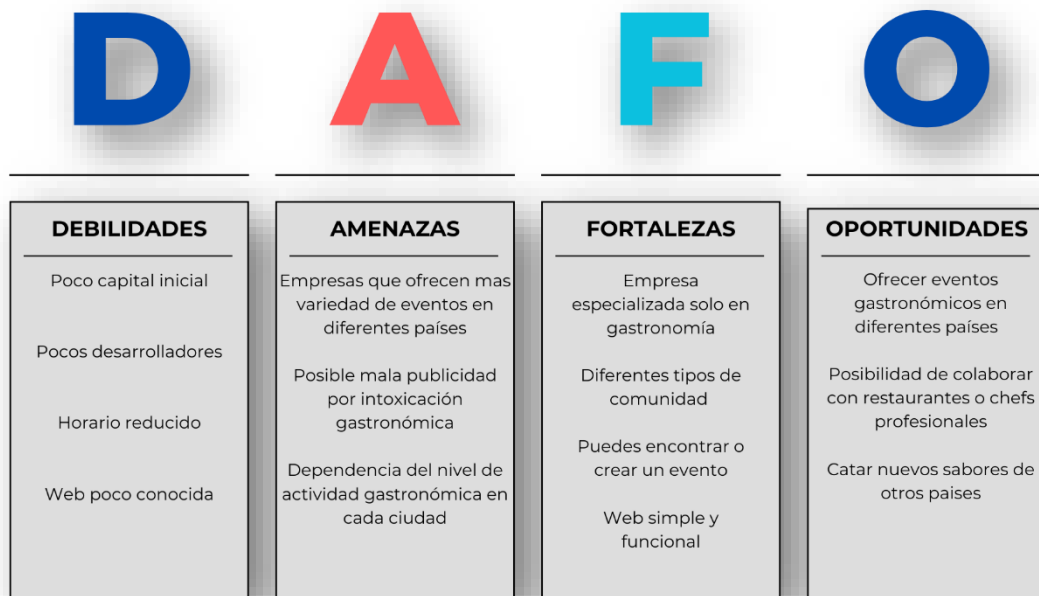 D
A
F
O
DEBILIDADES
Poco capital inicial
Pocos desarrolladores
Horario reducido
Web poco conocida
AMENAZAS
Empresas que ofrecen mas
variedad de eventos en
diferentes países
Posible mala publicidad
por intoxicación
gastronómica
Dependencia del nivel de
actividad gastronómica en
cada ciudad
FORTALEZAS
Empresa
especializada solo en
gastronomía
Diferentes tipos de
comunidad
Puedes encontrar o
crear un evento
Web simple y
funcional
OPORTUNIDADES
Ofrecer eventos
gastronómicos en
diferentes países
Posibilidad de colaborar
con restaurantes o chefs
profesionales
Catar nuevos sabores de
otros paises